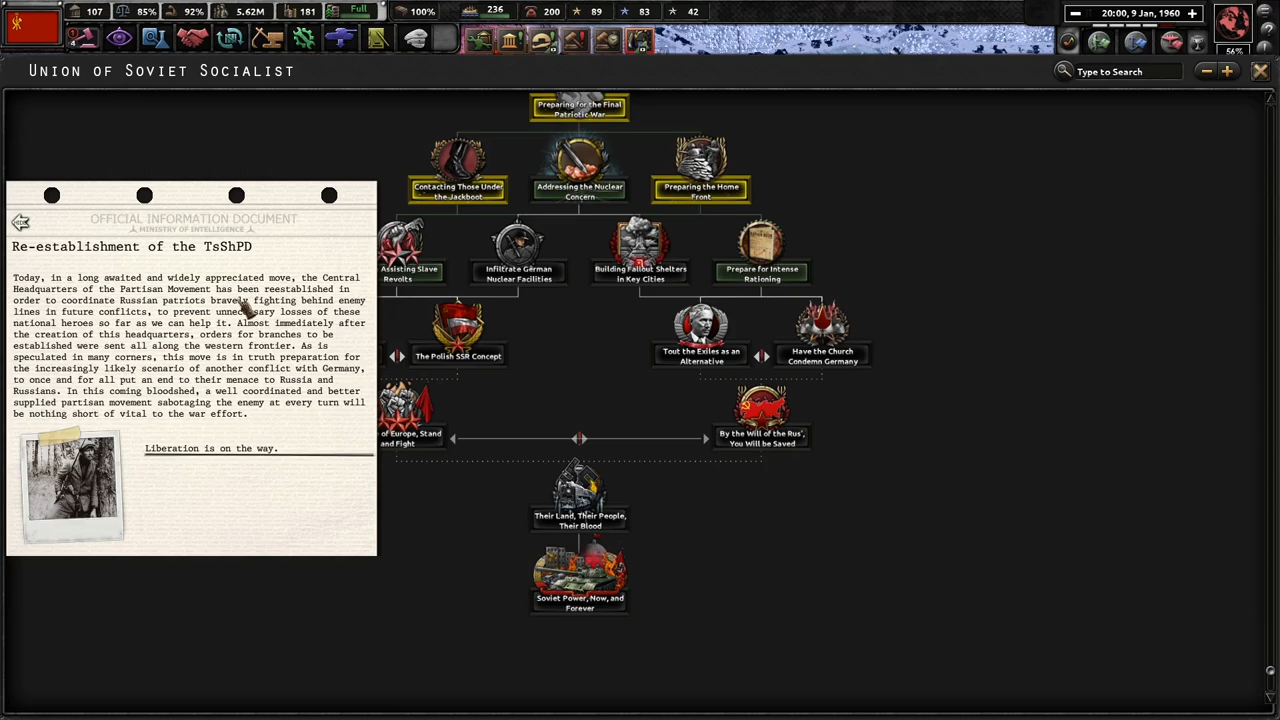 107 85% 92% 5.62M 181 Full 100% 236 200 89 83 42 20:00, 9 Jan, 1960
4
56%
Union of Soviet Socialist
Type to Search
Preparing for the Final
Patriotic War
Contacting Those Under
the Jackboot
Addressing the Nuclear
Concern
Preparing the Home
Front
Assisting Slave
Revolts
Infiltrate German
Nuclear Facilities
Building Fallout Shelters
in Key Cities
Prepare for Intense
Rationing
The Polish SSR Concept
Tout the Exiles as an
Alternative
Have the Church
Condemn Germany
of Europe, Stand
and Fight
By the Will of the Rus',
You Will be Saved
Their Land, Their People,
Their Blood
Soviet Power, Now, and
Forever
OFFICIAL INFORMATION DOCUMENT
MINISTRY OF INTELLIGENCE
Re-establishment of the TsShPD
Today, in a long awaited and widely appreciated move, the Central
Headquarters of the Partisan Movement has been reestablished in
order to coordinate Russian patriots bravely fighting behind enemy
lines in future conflicts, to prevent unnecessary losses of these
national heroes so far as we can help it. Almost immediately after
the creation of this headquarters, orders for branches to be
established were sent all along the western frontier. As is
speculated in many corners, this move is in truth preparation for
the increasingly likely scenario of another conflict with Germany,
to once and for all put an end to their menace to Russia and
Russians. In this coming bloodshed, a well coordinated and better
supplied partisan movement sabotaging the enemy at every turn will
be nothing short of vital to the war effort.
Liberation is on the way.